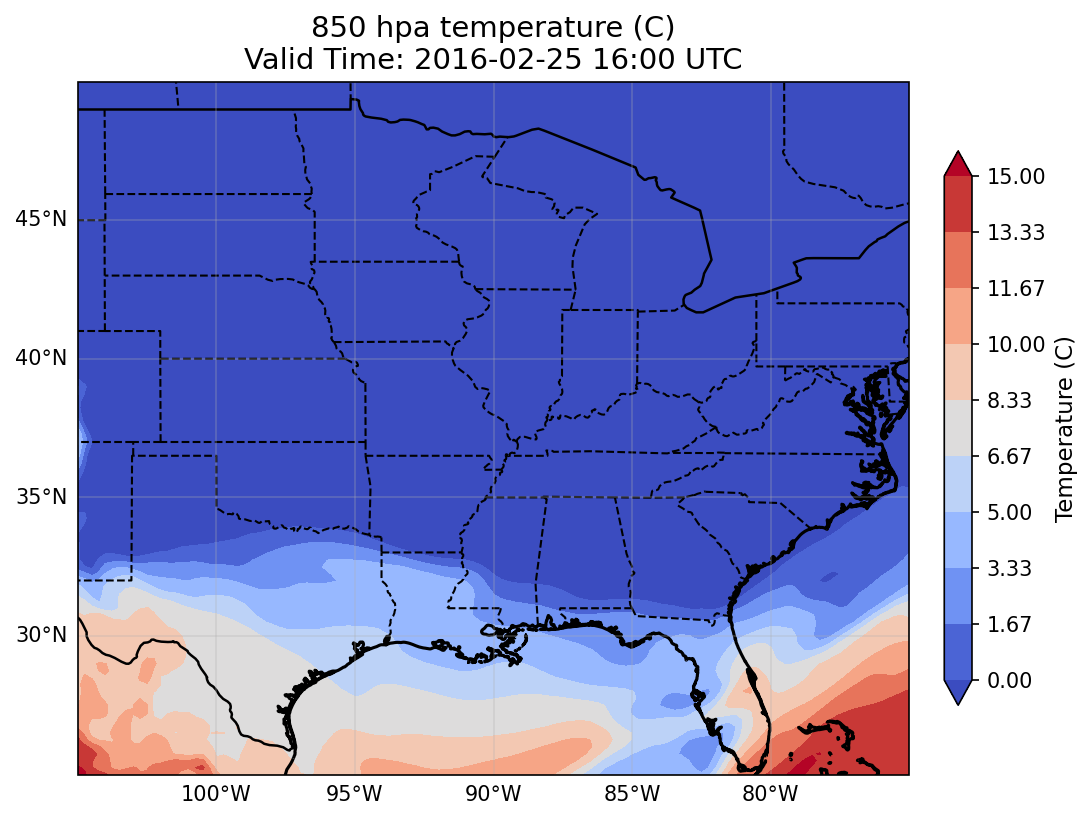 850 hpa temperature (C)
Valid Time: 2016-02-25 16:00 UTC
45°N
40°N
35°N
30°N
100°W
95°W
90°W
85°W
80°W
15.00
13.33
11.67
10.00
8.33
6.67
5.00
3.33
1.67
0.00
Temperature (C)